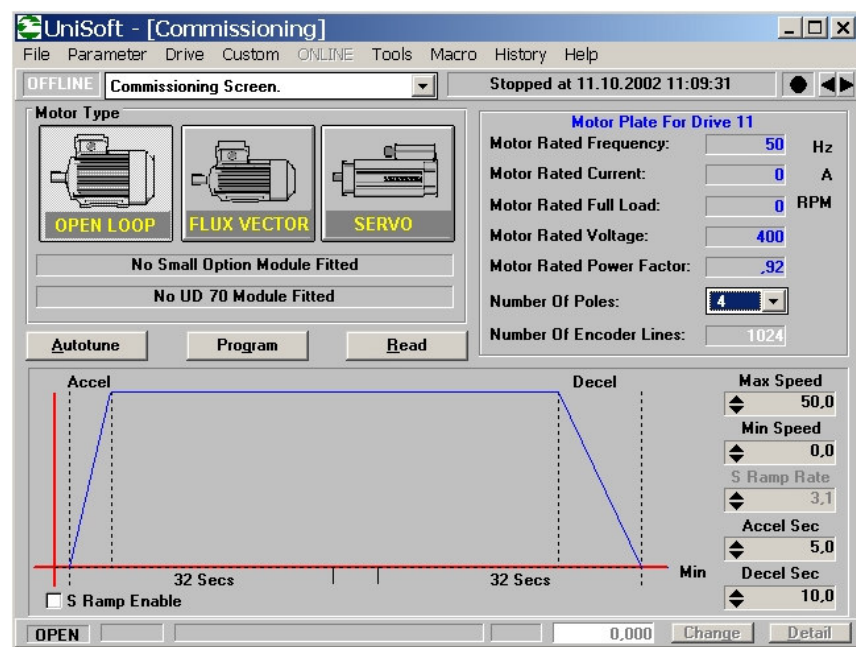 UniSoft - [Commissioning]
File Parameter Drive Custom ONLINE Tools Macro History Help
OFFLINE Commissioning Screen. Stopped at 11.10.2002 11:09:31
Motor Type
OPEN LOOP FLUX VECTOR SERVO
No Small Option Module Fitted
No UD 70 Module Fitted
Autotune Program Read
Motor Plate For Drive 11
Motor Rated Frequency: 50 Hz
Motor Rated Current: 0 A
Motor Rated Full Load: 0 RPM
Motor Rated Voltage: 400
Motor Rated Power Factor: ,92
Number Of Poles: 4
Number Of Encoder Lines: 1024
Accel Decel
32 Secs 32 Secs Min
S Ramp Enable
Max Speed
50,0
Min Speed
0,0
S Ramp Rate
3,1
Accel Sec
5,0
Decel Sec
10,0
OPEN 0,000 Change Detail